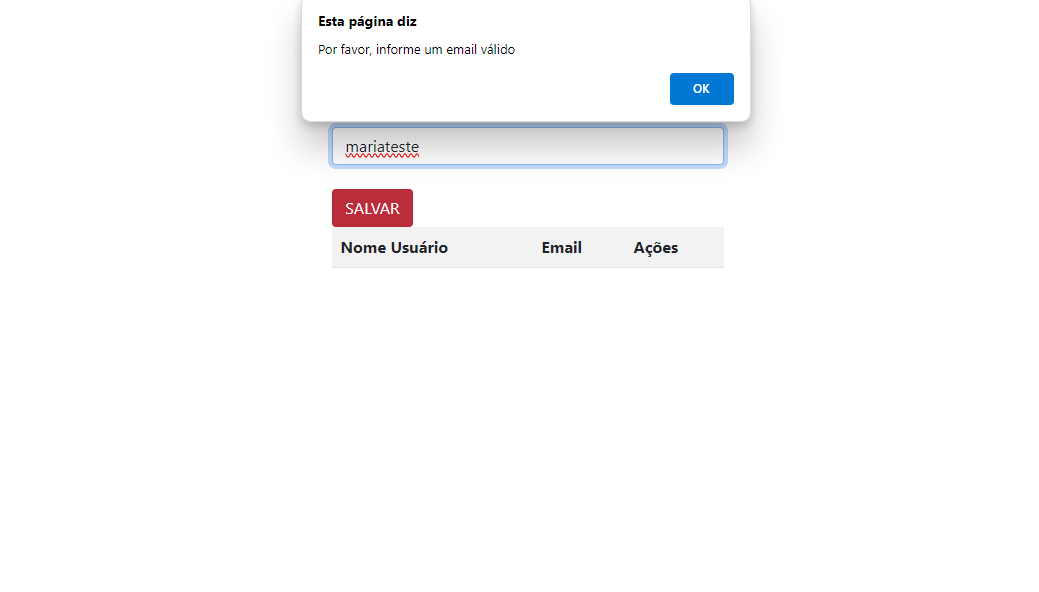 Esta página diz
Por favor, informe um email válido
OK
mariateste
SALVAR
Nome Usuário Email Ações